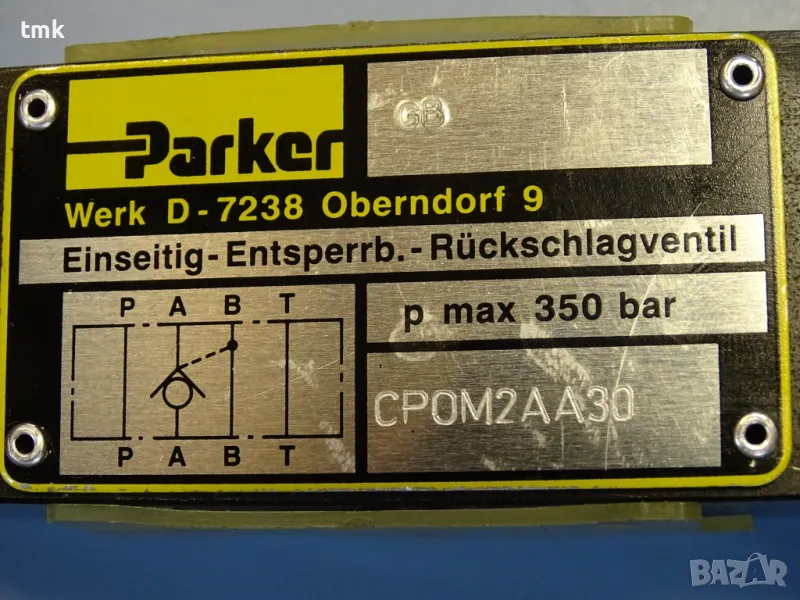 tmk
Parker
GB
Werk D-7238 Oberndorf 9
Einseitig-Entsperrb.-Rückschlagventil
P A B T
P A B T
p max 350 bar
CPOM2AA30
BAZAR